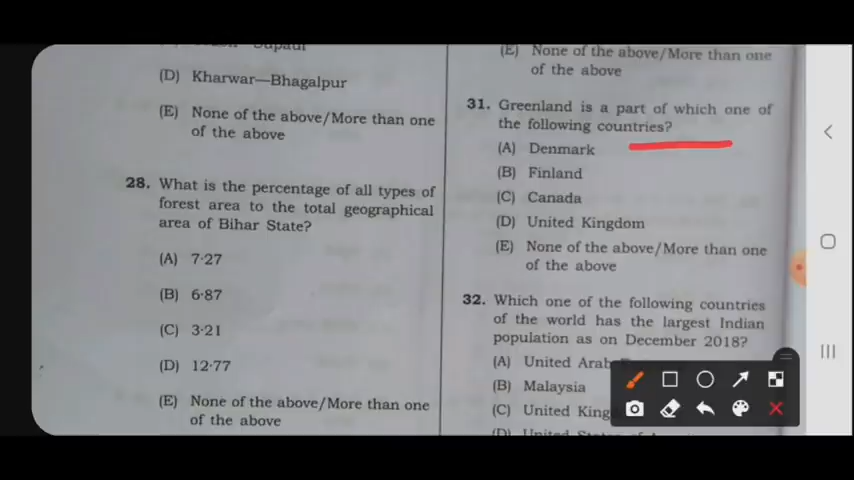 (D) Kharwar—Bhagalpur
(E) None of the above/More than one
of the above
28. What is the percentage of all types of
forest area to the total geographical
area of Bihar State?
(A) 7·27
(B) 6·87
(C) 3·21
(D) 12·77
(E) None of the above/More than one
of the above
(E) None of the above/More than one
of the above
31. Greenland is a part of which one of
the following countries?
(A) Denmark
(B) Finland
(C) Canada
(D) United Kingdom
(E) None of the above/More than one
of the above
32. Which one of the following countries
of the world has the largest Indian
population as on December 2018?
(A) United Arab
(B) Malaysia
(C) United
(D) United States of